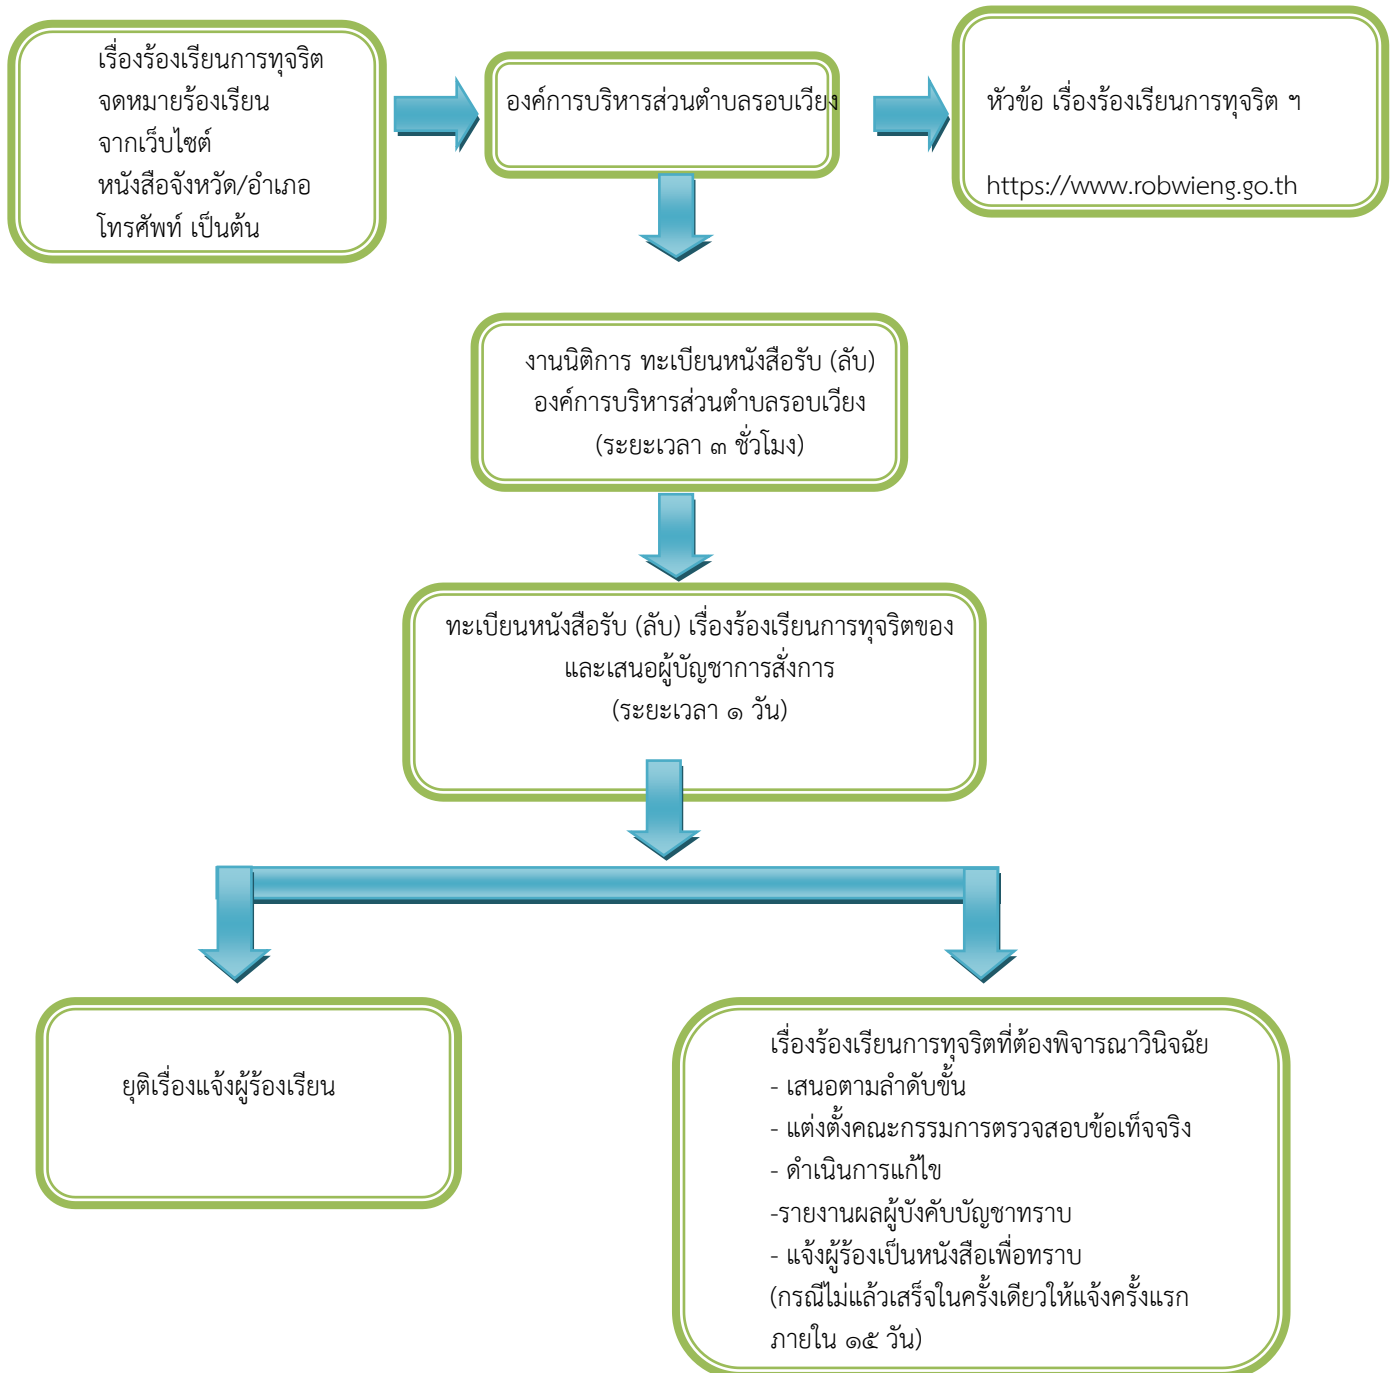 เรื่องร้องเรียนการทุจริต
จดหมายร้องเรียน
จากเว็บไซต์
หนังสือจังหวัด/อำเภอ
โทรศัพท์ เป็นต้น
องค์การบริหารส่วนตำบลรอบเวียง
หัวข้อ เรื่องร้องเรียนการทุจริต ฯ
https://www.robwieng.go.th
งานนิติการ ทะเบียนหนังสือรับ (ลับ)
องค์การบริหารส่วนตำบลรอบเวียง
(ระยะเวลา ๓ ชั่วโมง)
ทะเบียนหนังสือรับ (ลับ) เรื่องร้องเรียนการทุจริตของ
และเสนอผู้บัญชาการสั่งการ
(ระยะเวลา ๑ วัน)
ยุติเรื่องแจ้งผู้ร้องเรียน
เรื่องร้องเรียนการทุจริตที่ต้องพิจารณาวินิจฉัย
- เสนอตามลำดับขั้น
- แต่งตั้งคณะกรรมการตรวจสอบข้อเท็จจริง
- ดำเนินการแก้ไข
-รายงานผลผู้บังคับบัญชาทราบ
- แจ้งผู้ร้องเป็นหนังสือเพื่อทราบ
(กรณีไม่แล้วเสร็จในครั้งเดียวให้แจ้งครั้งแรก
ภายใน ๑๕ วัน)